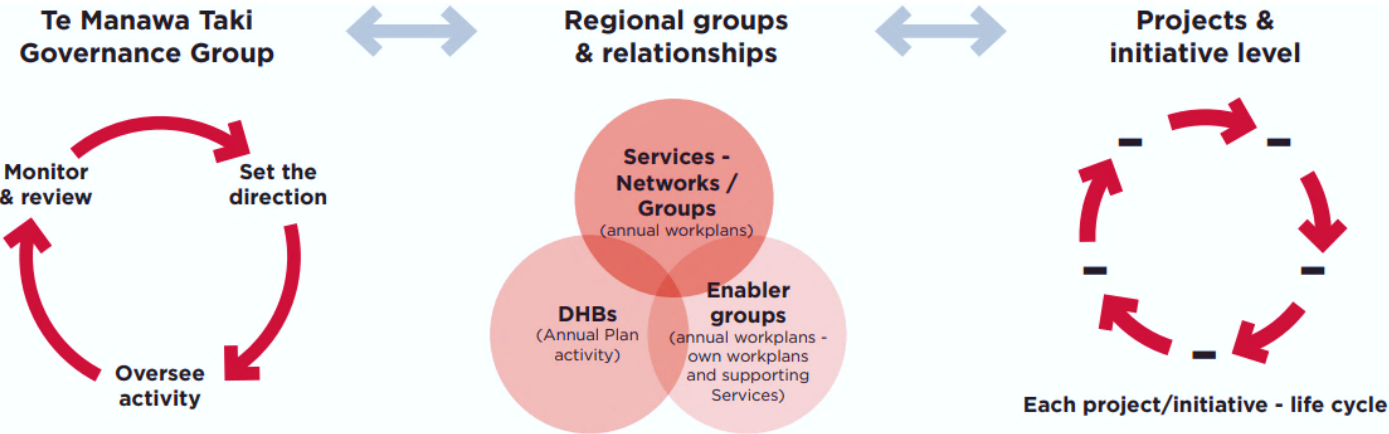 Te Manawa Taki
Governance Group
Regional groups
& relationships
Projects &
initiative level
Monitor
& review
Set the
direction
Oversee
activity
Services -
Networks /
Groups
(annual workplans)
DHBs
(Annual Plan
activity)
Enabler
groups
(annual workplans -
own workplans
and supporting
Services)
Each project/initiative - life cycle